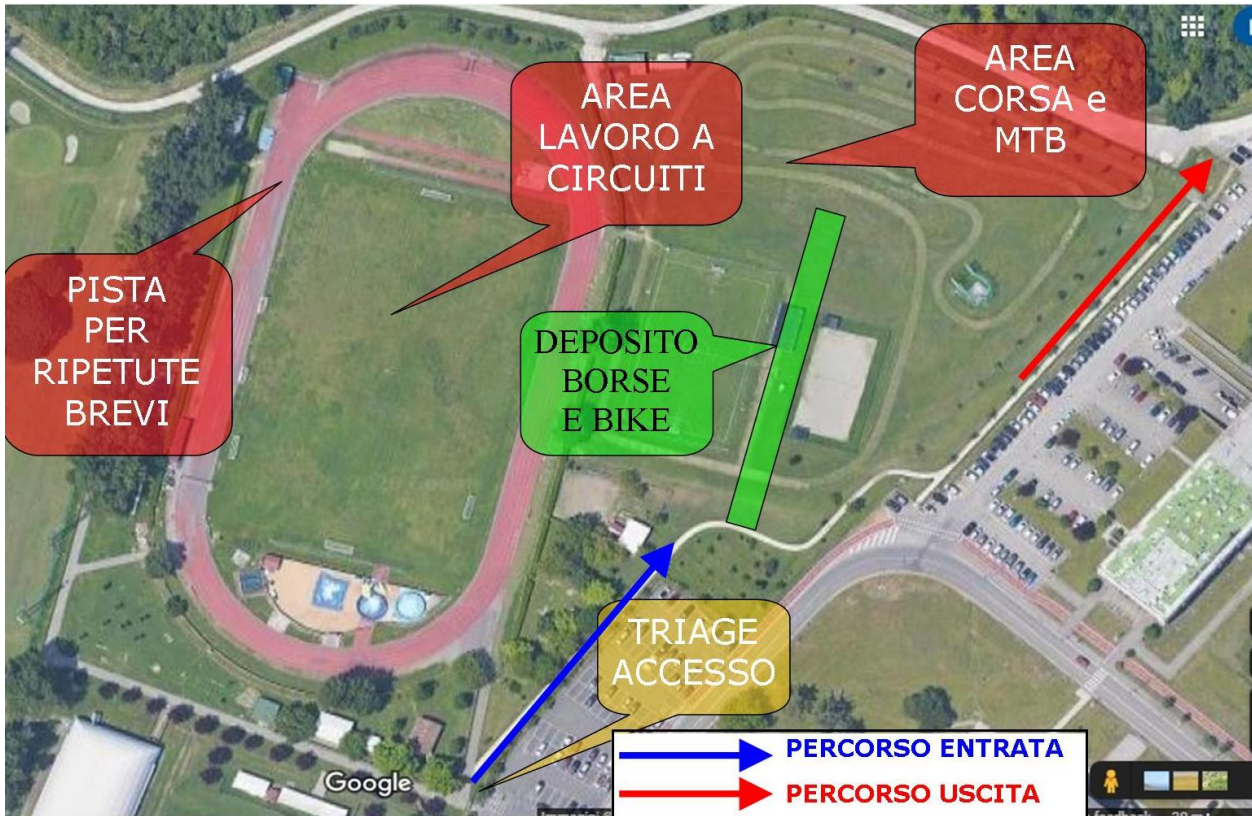 AREA
LAVORO A
CIRCUITI
AREA
CORSA e
MTB
PISTA
PER
RIPETUTE
BREVI
DEPOSITO
BORSE
E BIKE
TRIAGE
ACCESSO
PERCORSO ENTRATA
PERCORSO USCITA
Google